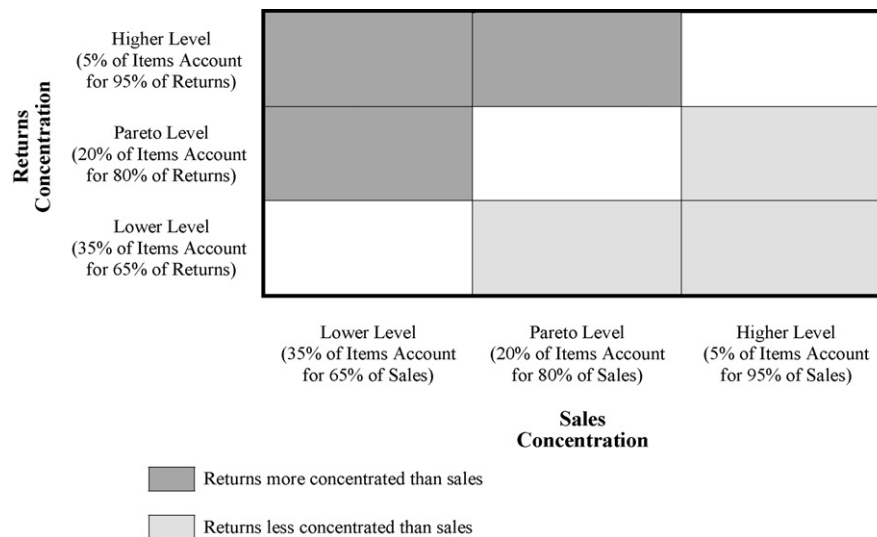 Higher Level
(5% of Items Account
for 95% of Returns)
Returns
Concentration
Pareto Level
(20% of Items Account
for 80% of Returns)
Lower Level
(35% of Items Account
for 65% of Returns)
Lower Level
(35% of Items Account
for 65% of Sales)
Pareto Level
(20% of Items Account
for 80% of Sales)
Higher Level
(5% of Items Account
for 95% of Sales)
Sales
Concentration
Returns more concentrated than sales
Returns less concentrated than sales